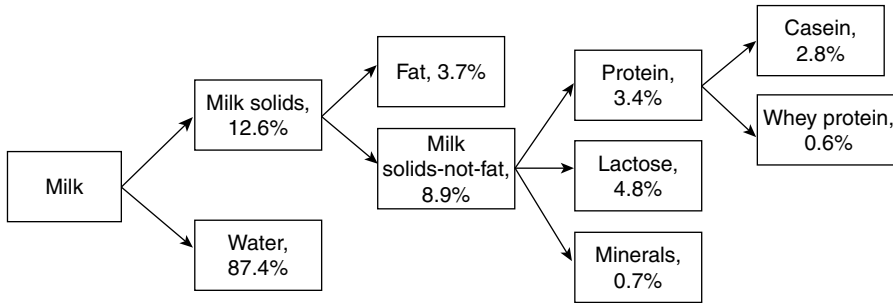 Milk
Milk solids,
12.6%
Water,
87.4%
Fat, 3.7%
Milk
solids-not-fat,
8.9%
Protein,
3.4%
Lactose,
4.8%
Minerals,
0.7%
Casein,
2.8%
Whey protein,
0.6%